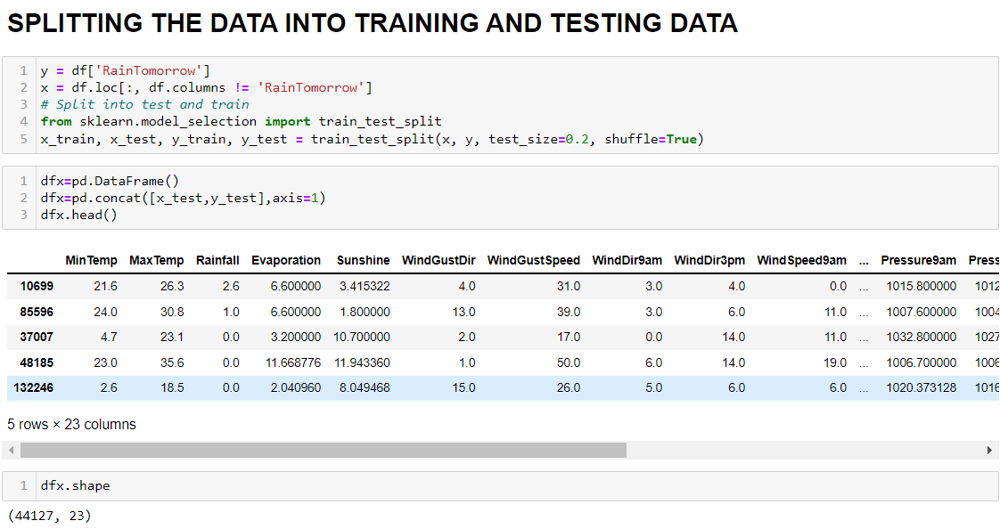 SPLITTING THE DATA INTO TRAINING AND TESTING DATA
1 y = df['RainTomorrow']
2 x = df.loc[:, df.columns != 'RainTomorrow']
3 # Split into test and train
4 from sklearn.model_selection import train_test_split
5 x_train, x_test, y_train, y_test = train_test_split(x, y, test_size=0.2, shuffle=True)
1 dfx=pd.DataFrame()
2 dfx=pd.concat([x_test,y_test],axis=1)
3 dfx.head()
MinTemp MaxTemp Rainfall Evaporation Sunshine WindGustDir WindGustSpeed WindDir9am WindDir3pm WindSpeed9am ... Pressure9am Press
10699 21.6 26.3 2.6 6.600000 3.415322 4.0 31.0 3.0 4.0 0.0 ... 1015.800000 1012
85596 24.0 30.8 1.0 6.600000 1.800000 13.0 39.0 3.0 6.0 11.0 ... 1007.600000 1004
37007 4.7 23.1 0.0 3.200000 10.700000 2.0 17.0 0.0 14.0 11.0 ... 1032.800000 1027
48185 23.0 35.6 0.0 11.668776 11.943360 1.0 50.0 6.0 14.0 19.0 ... 1006.700000 1006
132246 2.6 18.5 0.0 2.040960 8.049468 15.0 26.0 5.0 6.0 6.0 ... 1020.373128 1016
5 rows × 23 columns
1 dfx.shape
(44127, 23)